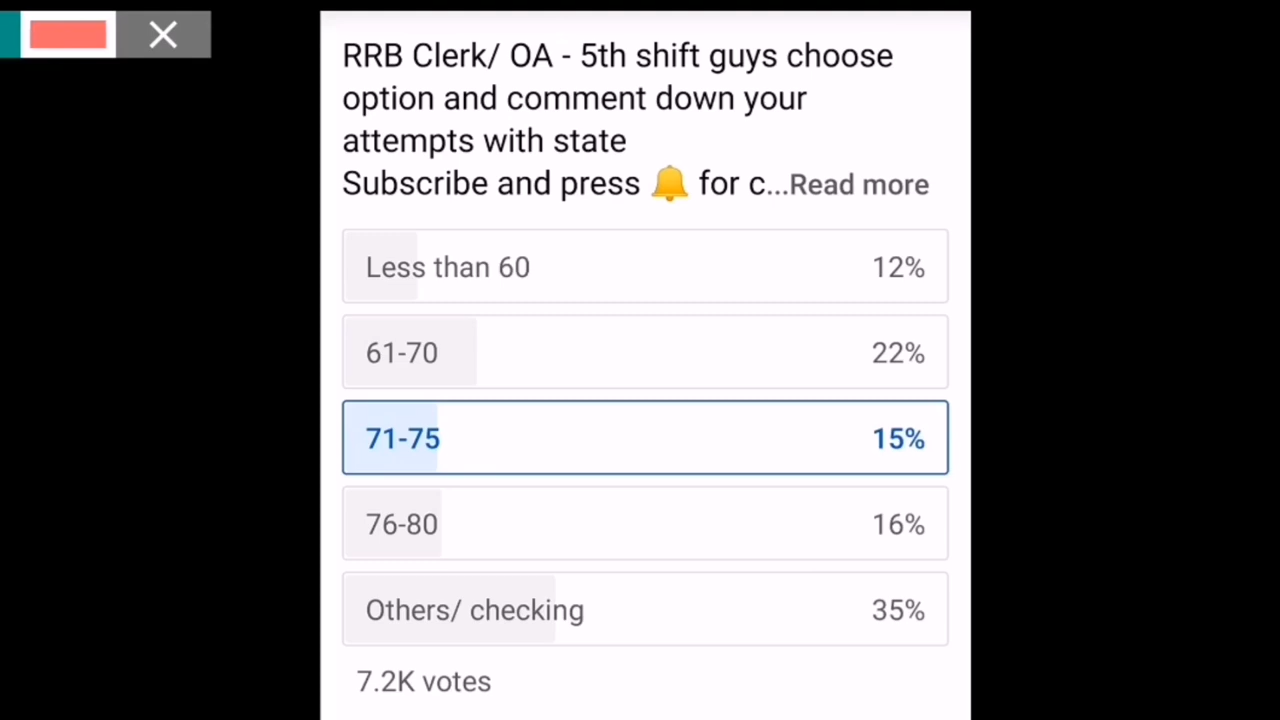 RRB Clerk/ OA - 5th shift guys choose
option and comment down your
attempts with state
Subscribe and press 🔔 for c...Read more
Less than 60 12%
61-70 22%
71-75 15%
76-80 16%
Others/ checking 35%
7.2K votes